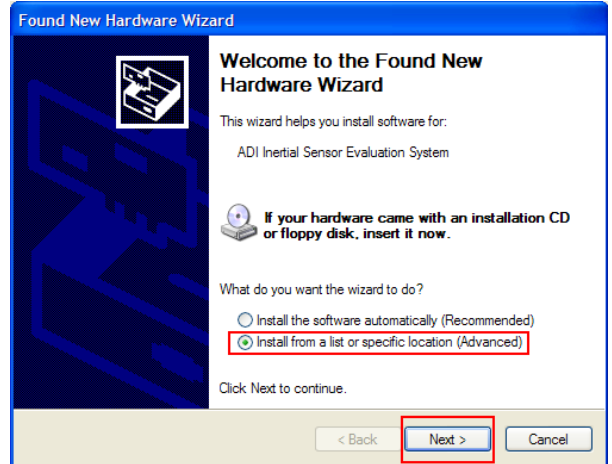 Found New Hardware Wizard
Welcome to the Found New
Hardware Wizard
This wizard helps you install software for:
ADI Inertial Sensor Evaluation System
If your hardware came with an installation CD
or floppy disk, insert it now.
What do you want the wizard to do?
Install the software automatically (Recommended)
Install from a list or specific location (Advanced)
Click Next to continue.
< Back Next > Cancel